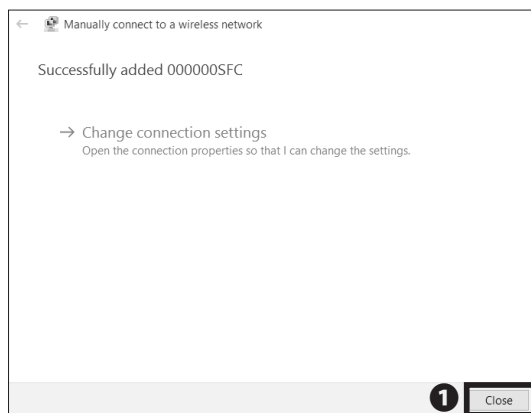 ← Manually connect to a wireless network
Successfully added 000000SFC
→ Change connection settings
Open the connection properties so that I can change the settings.
❶ Close